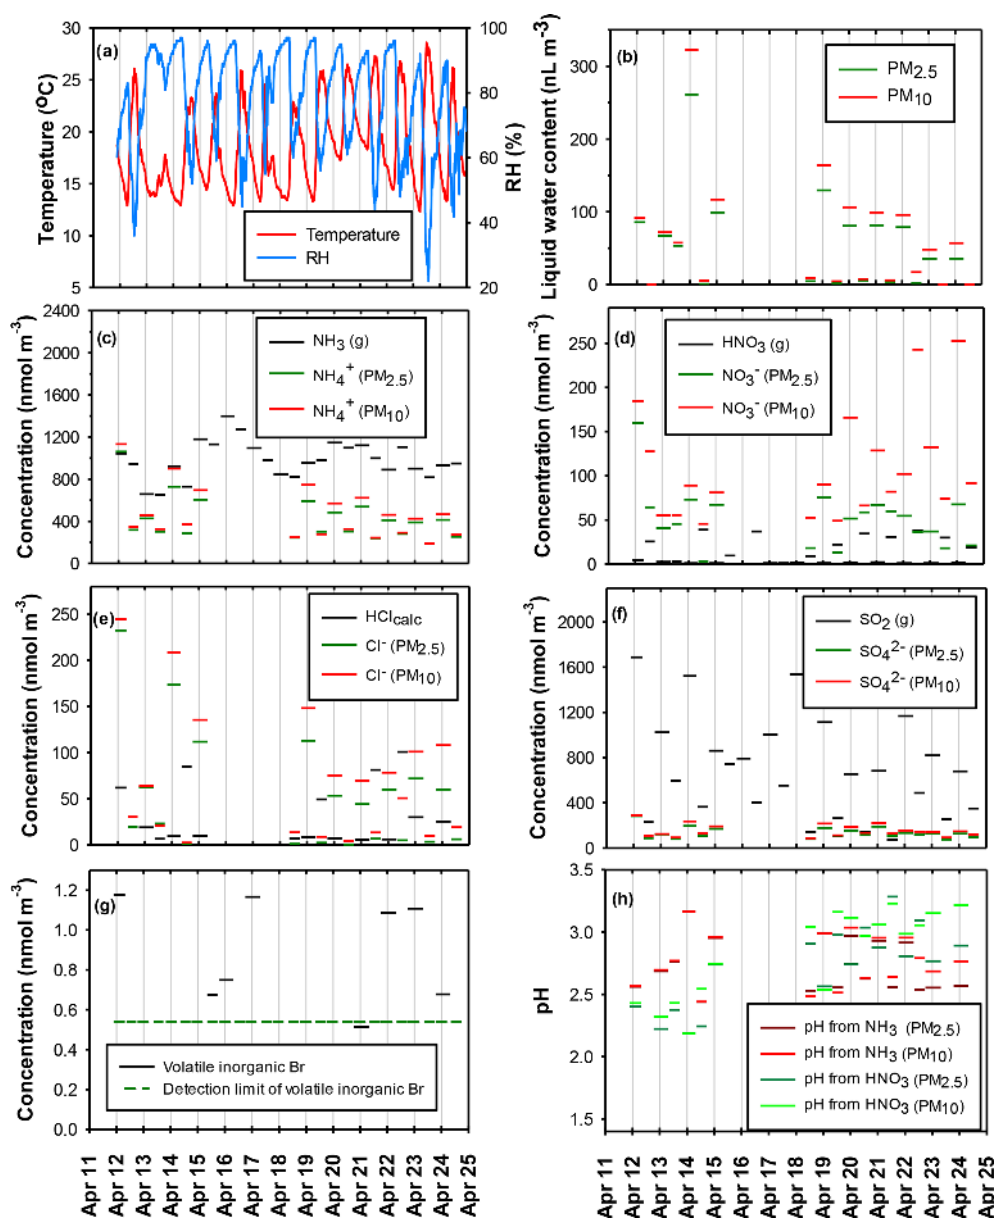 (a)
Temperature (°C)
30
25
20
15
10
5
RH (%)
100
80
60
40
20
Temperature
RH
(b)
Liquid water content (nL m⁻³)
300
200
100
0
PM₂.₅
PM₁₀
(c)
Concentration (nmol m⁻³)
2400
2000
1600
1200
800
400
0
NH₃ (g)
NH₄⁺ (PM₂.₅)
NH₄⁺ (PM₁₀)
(d)
Concentration (nmol m⁻³)
250
200
150
100
50
0
HNO₃ (g)
NO₃⁻ (PM₂.₅)
NO₃⁻ (PM₁₀)
(e)
Concentration (nmol m⁻³)
250
200
150
100
50
0
HCl_calc
Cl⁻ (PM₂.₅)
Cl⁻ (PM₁₀)
(f)
Concentration (nmol m⁻³)
2000
1600
1200
800
400
0
SO₂ (g)
SO₄²⁻ (PM₂.₅)
SO₄²⁻ (PM₁₀)
(g)
Concentration (nmol m⁻³)
1.2
1.0
0.8
0.6
0.4
0.2
0.0
Volatile inorganic Br
Detection limit of volatile inorganic Br
Apr 11
Apr 12
Apr 13
Apr 14
Apr 15
Apr 16
Apr 17
Apr 18
Apr 19
Apr 20
Apr 21
Apr 22
Apr 23
Apr 24
Apr 25
(h)
pH
3.5
3.0
2.5
2.0
1.5
pH from NH₃ (PM₂.₅)
pH from NH₃ (PM₁₀)
pH from HNO₃ (PM₂.₅)
pH from HNO₃ (PM₁₀)
Apr 11
Apr 12
Apr 13
Apr 14
Apr 15
Apr 16
Apr 17
Apr 18
Apr 19
Apr 20
Apr 21
Apr 22
Apr 23
Apr 24
Apr 25